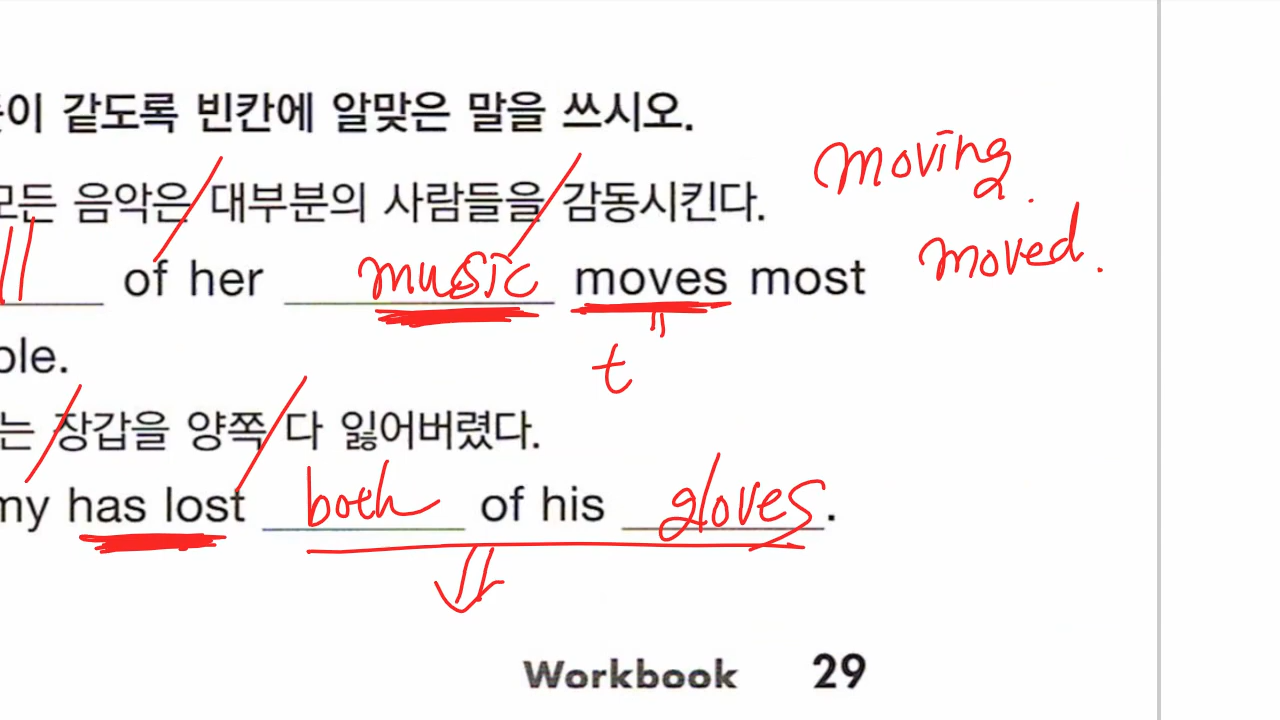 이 같도록 빈칸에 알맞은 말을 쓰시오.
모든 음악은 대부분의 사람들을 감동시킨다. moving.
of her music moves most moved.
ple.
t
는 장갑을 양쪽 다 잃어버렸다.
my has lost both of his gloves.
Workbook 29